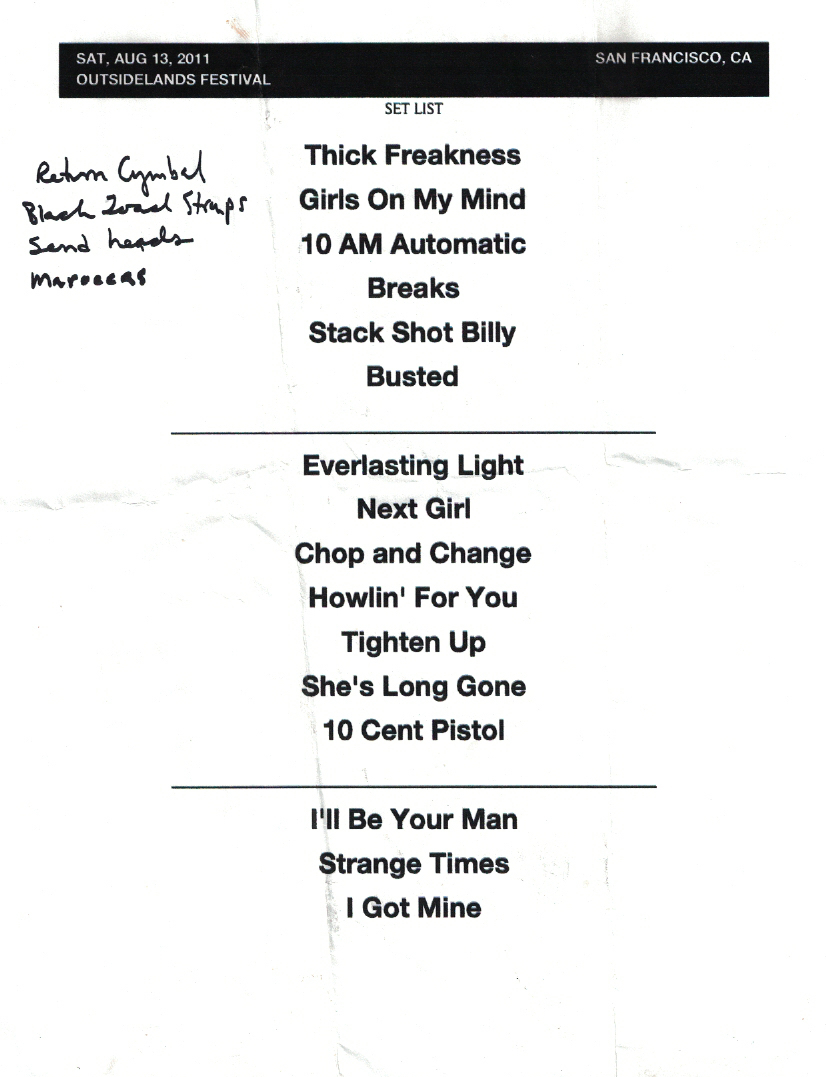 SAT, AUG 13, 2011
SAN FRANCISCO, CA
OUTSIDELANDS FESTIVAL
SET LIST
Return Cymbal
Black Straps
Send heads
Thick Freakness
Girls On My Mind
10 AM Automatic
Breaks
Stack Shot Billy
Busted
Everlasting Light
Next Girl
Chop and Change
Howlin' For You
Tighten Up
She's Long Gone
10 Cent Pistol
I'll Be Your Man
Strange Times
I Got Mine